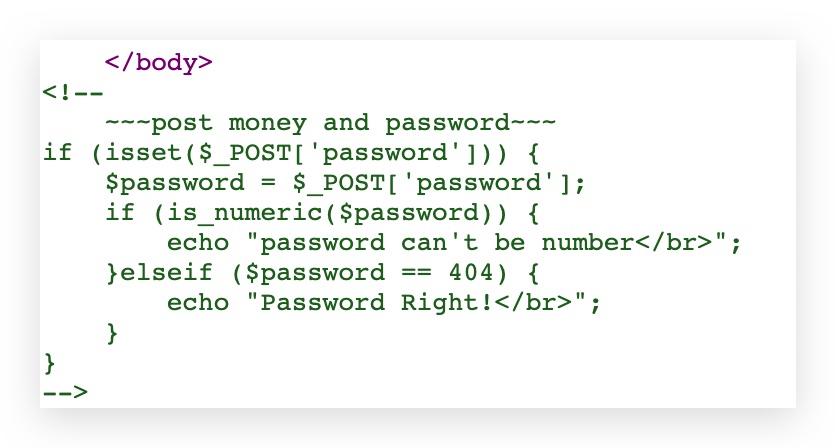 </body>
<!--
~~~post money and password~~~
if (isset($_POST['password'])) {
$password = $_POST['password'];
if (is_numeric($password)) {
echo "password can't be number</br>";
}elseif ($password == 404) {
echo "Password Right!</br>";
}
}
-->